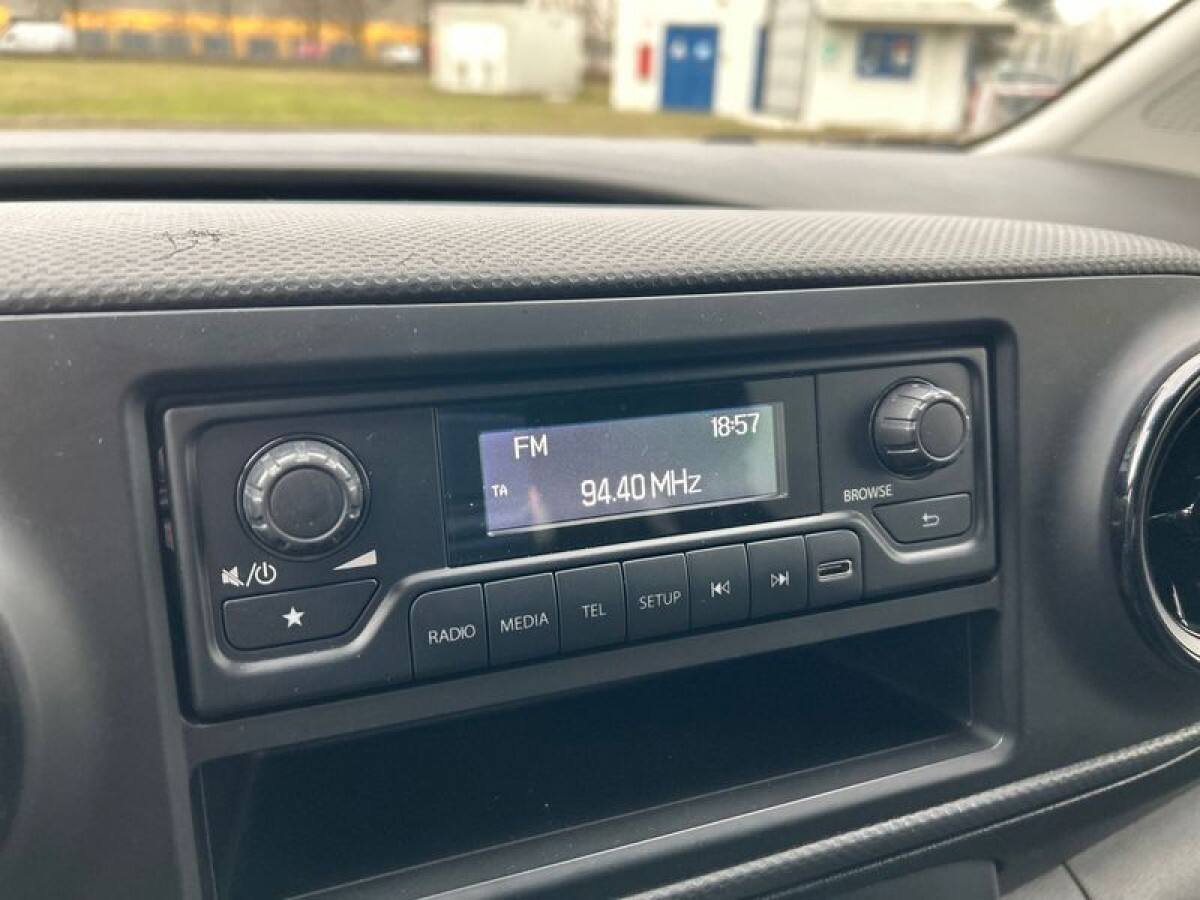 FM 18:57
TA 94.40 MHz
BROWSE
RADIO MEDIA TEL SETUP